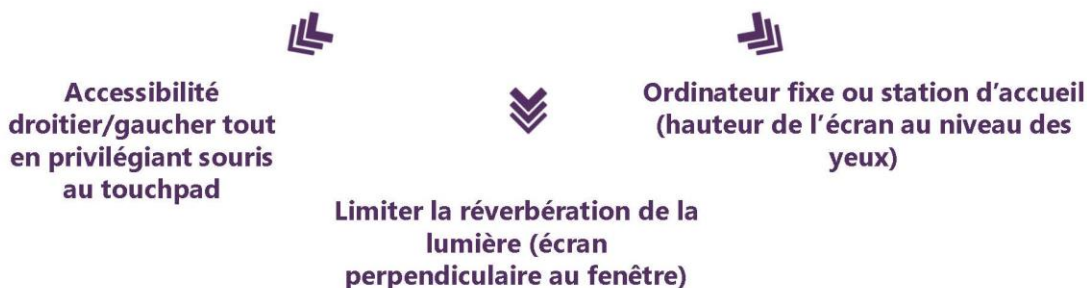 Accessibilité
droitier/gaucher tout
en privilégiant souris
au touchpad
Limiter la réverbération de la
lumière (écran
perpendiculaire au fenêtre)
Ordinateur fixe ou station d'accueil
(hauteur de l'écran au niveau des
yeux)